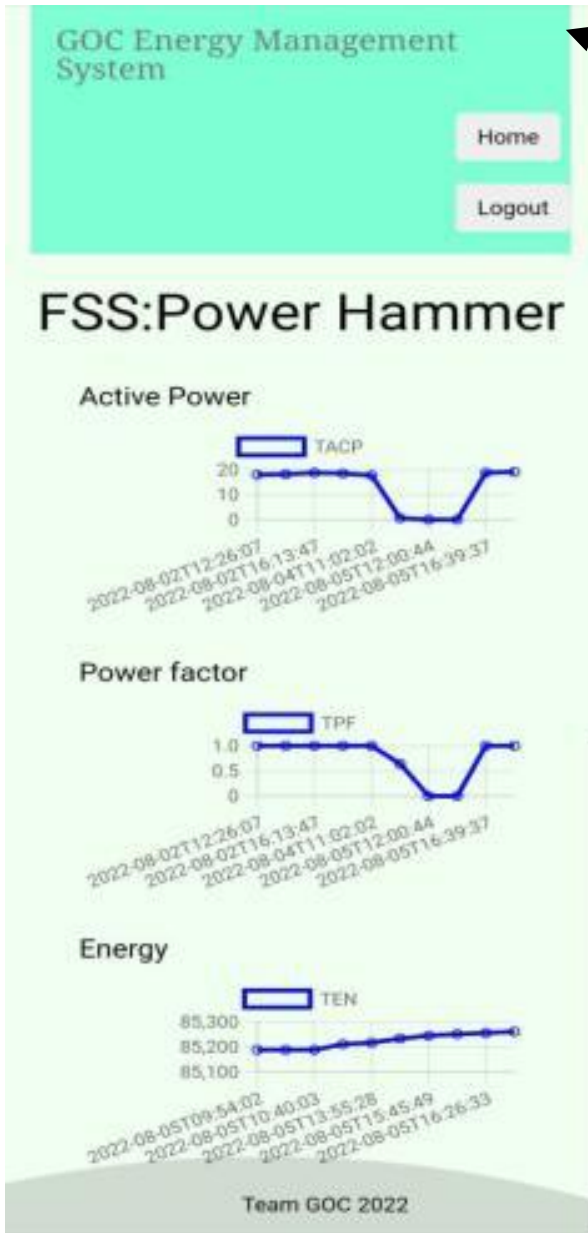 GOC Energy Management
System
Home
Logout
FSS:Power Hammer
Active Power
TACP
20
10
0
2022-08-02T12:26:07
2022-08-02T16:13:47
2022-08-04T11:02:02
2022-08-05T12:00:44
2022-08-05T16:39:37
Power factor
TPF
1.0
0.5
0
2022-08-02T12:26:07
2022-08-02T16:13:47
2022-08-04T11:02:02
2022-08-05T12:00:44
2022-08-05T16:39:37
Energy
TEN
85,300
85,200
85,100
2022-08-05T09:54:02
2022-08-05T10:40:03
2022-08-05T13:55:28
2022-08-05T15:45:49
2022-08-05T16:26:33
Team GOC 2022